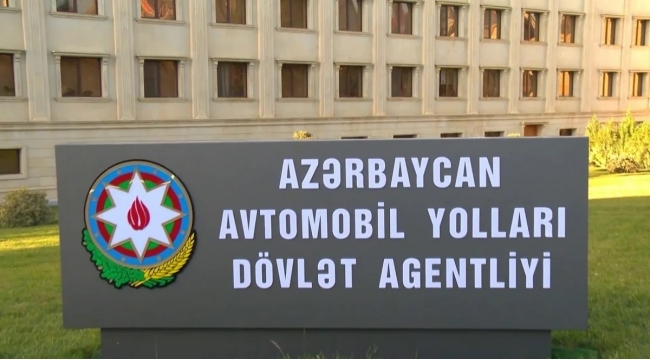 AZƏRBAYCAN
AVTOMOBİL YOLLARI
DÖVLƏT AGENTLİYİ